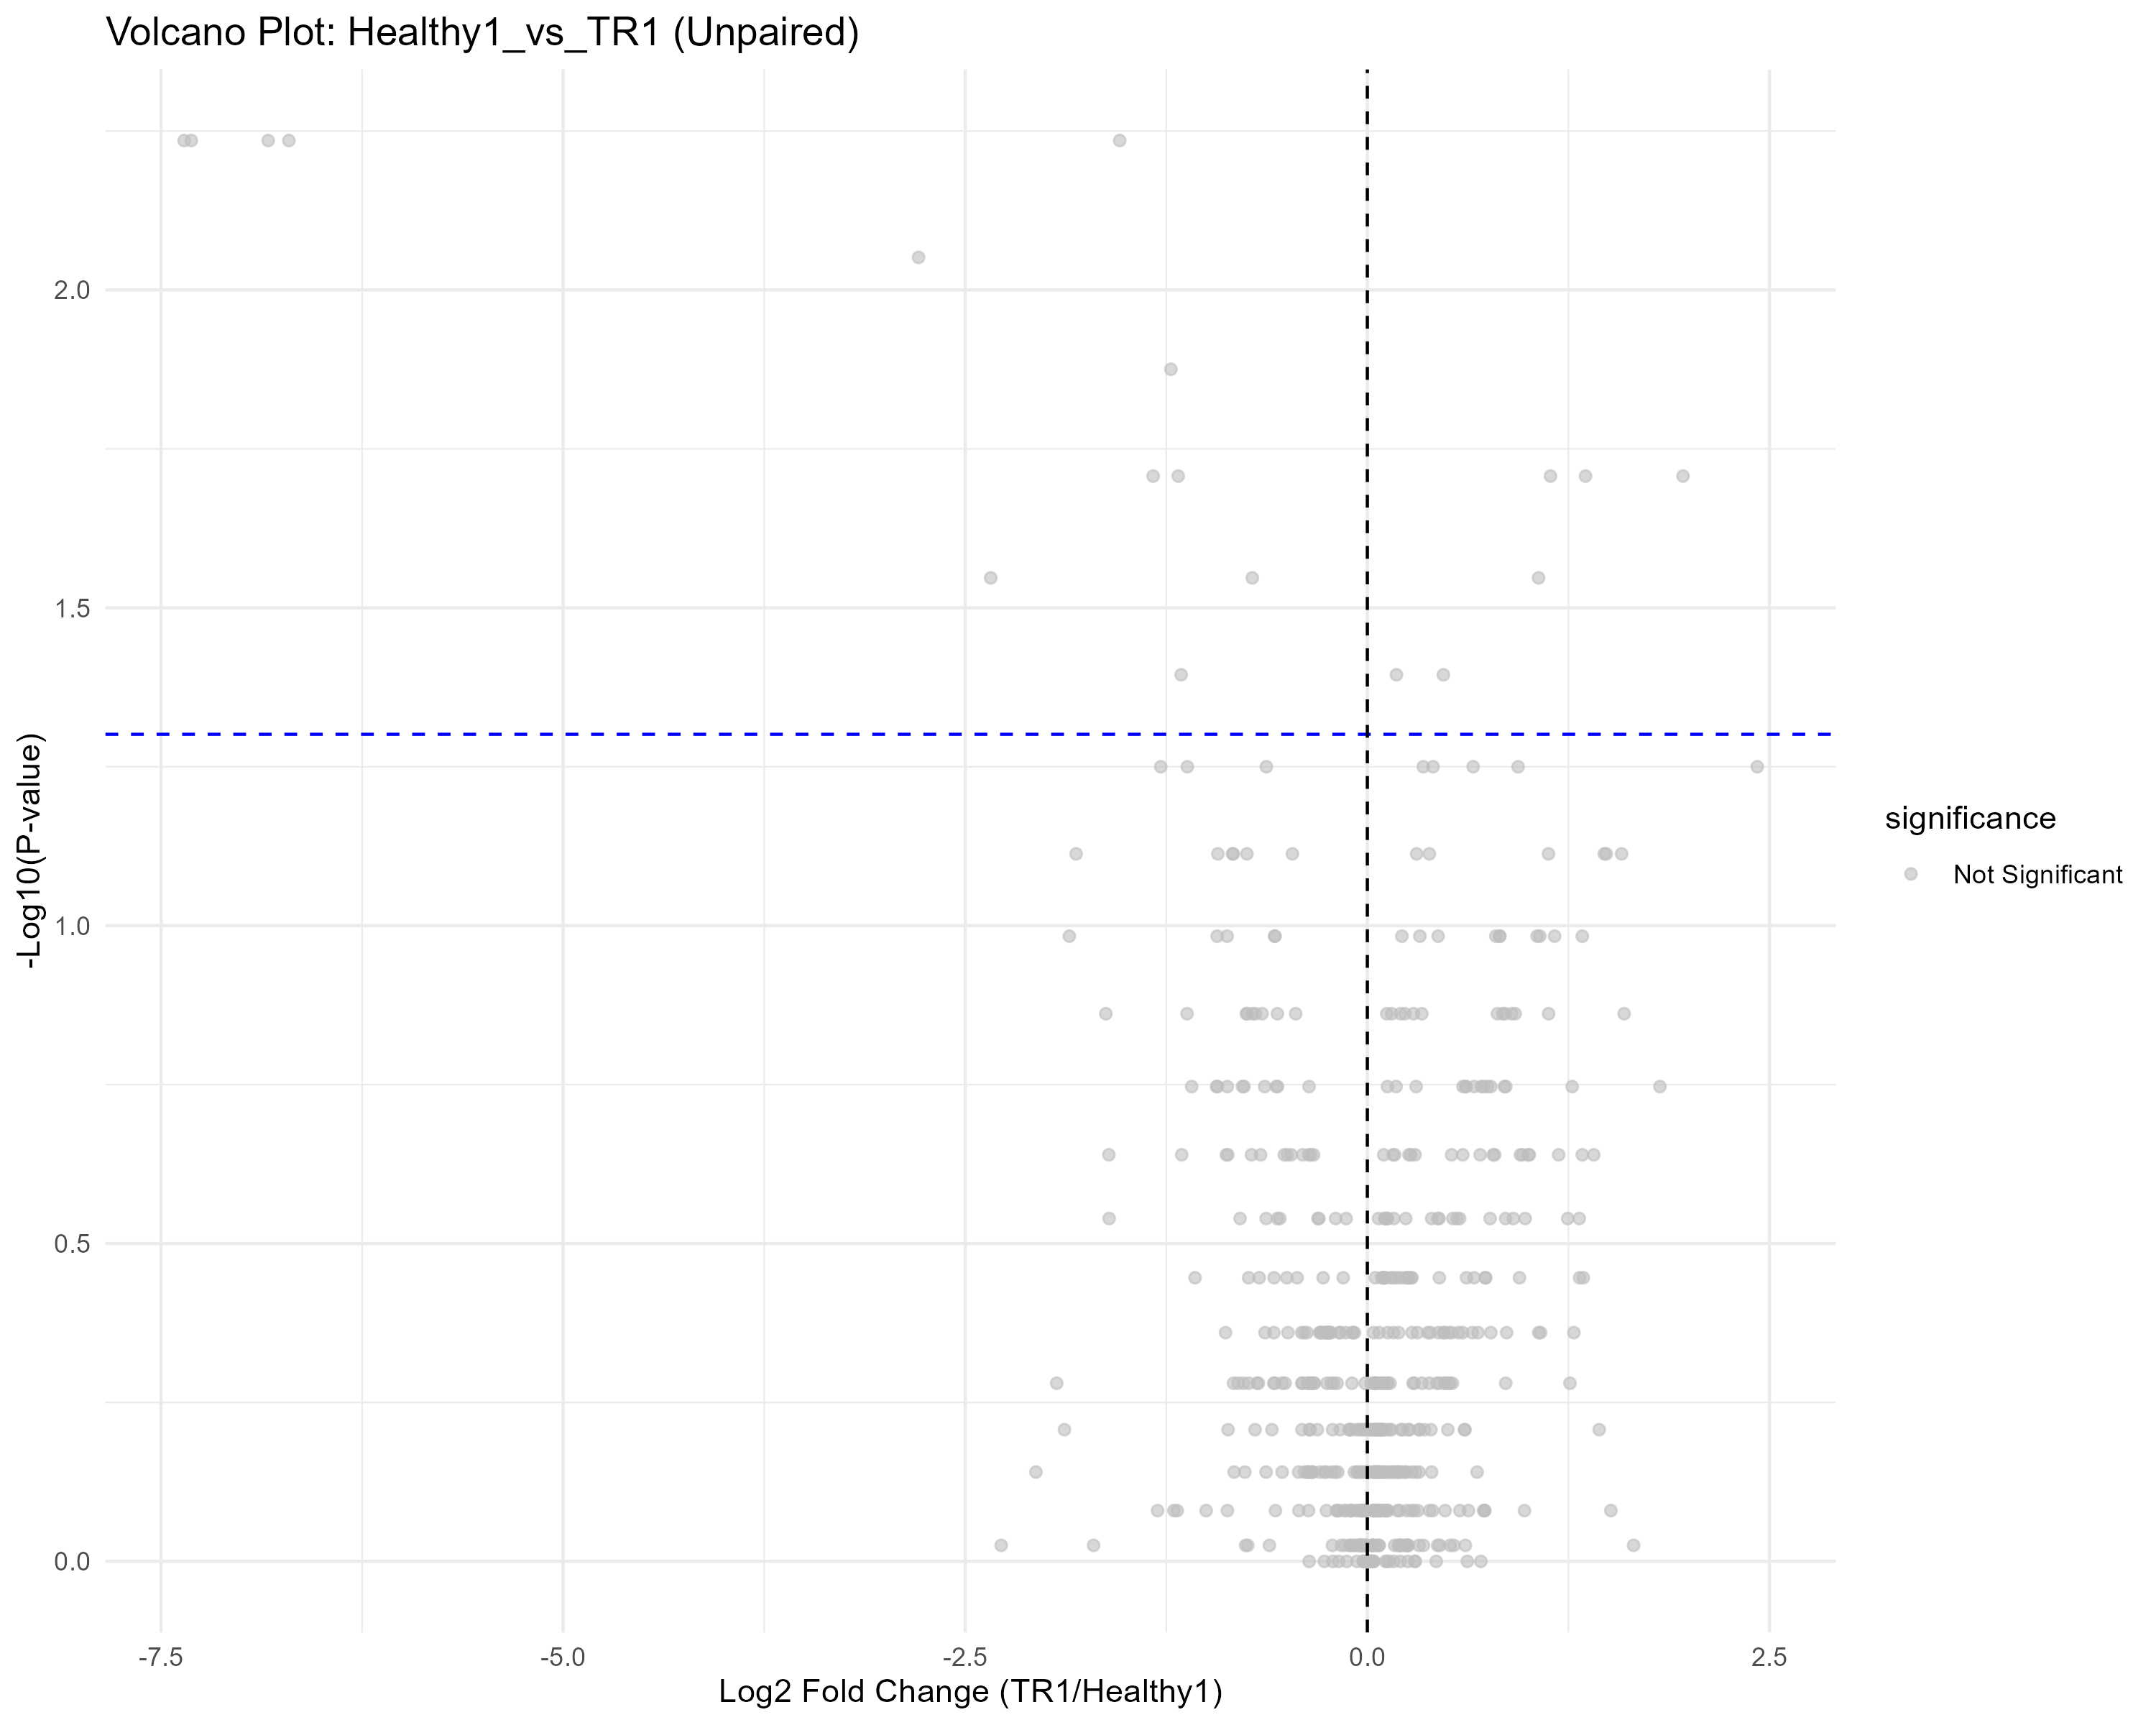 Volcano Plot: Healthy1_vs_TR1 (Unpaired)
2.0
1.5
1.0
0.5
0.0
-Log10(P-value)
-7.5
-5.0
-2.5
0.0
2.5
Log2 Fold Change (TR1/Healthy1)
significance
Not Significant